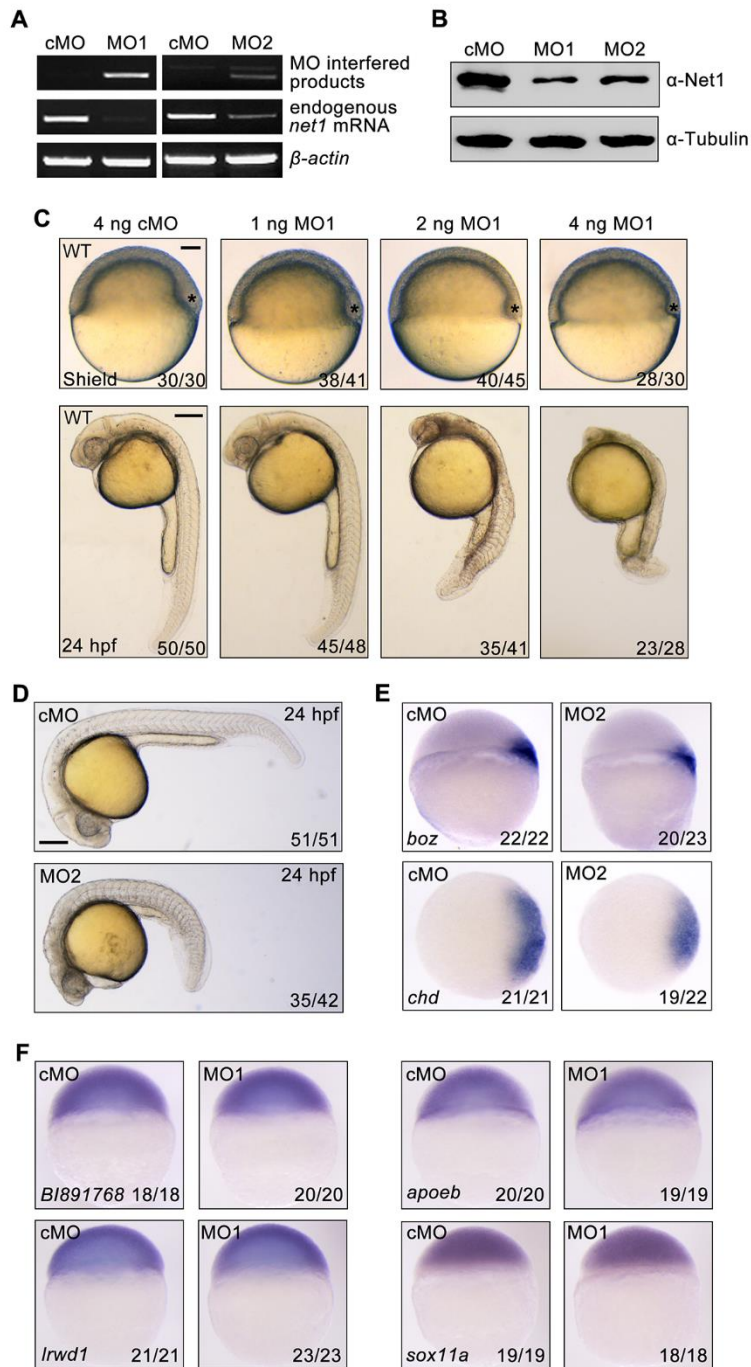 A
cMO MO1 cMO MO2
MO interfered
products
endogenous
net1 mRNA
β-actin
B
cMO MO1 MO2
α-Net1
α-Tubulin
C
4 ng cMO 1 ng MO1 2 ng MO1 4 ng MO1
WT
* * * *
Shield 30/30 38/41 40/45 28/30
WT
24 hpf 50/50 45/48 35/41 23/28
D
cMO 24 hpf
51/51
MO2 24 hpf
35/42
E
cMO MO2
boz 22/22 20/23
cMO MO2
chd 21/21 19/22
F
cMO MO1 cMO MO1
BI891768 18/18 20/20 apoeb 20/20 19/19
cMO MO1 cMO MO1
lrwd1 21/21 23/23 sox11a 19/19 18/18